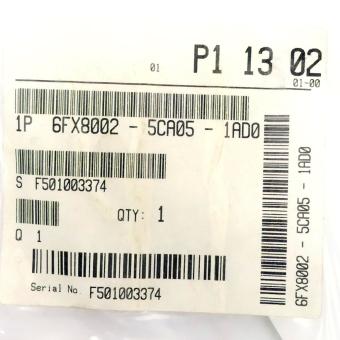 01 P1 13 02
01-00
1P 6FX8002 - 5CA05 - 1AD0
S F501003374
QTY: 1
Q 1
Serial No. F501003374
6FX8002 - 5CA05 - 1AD0